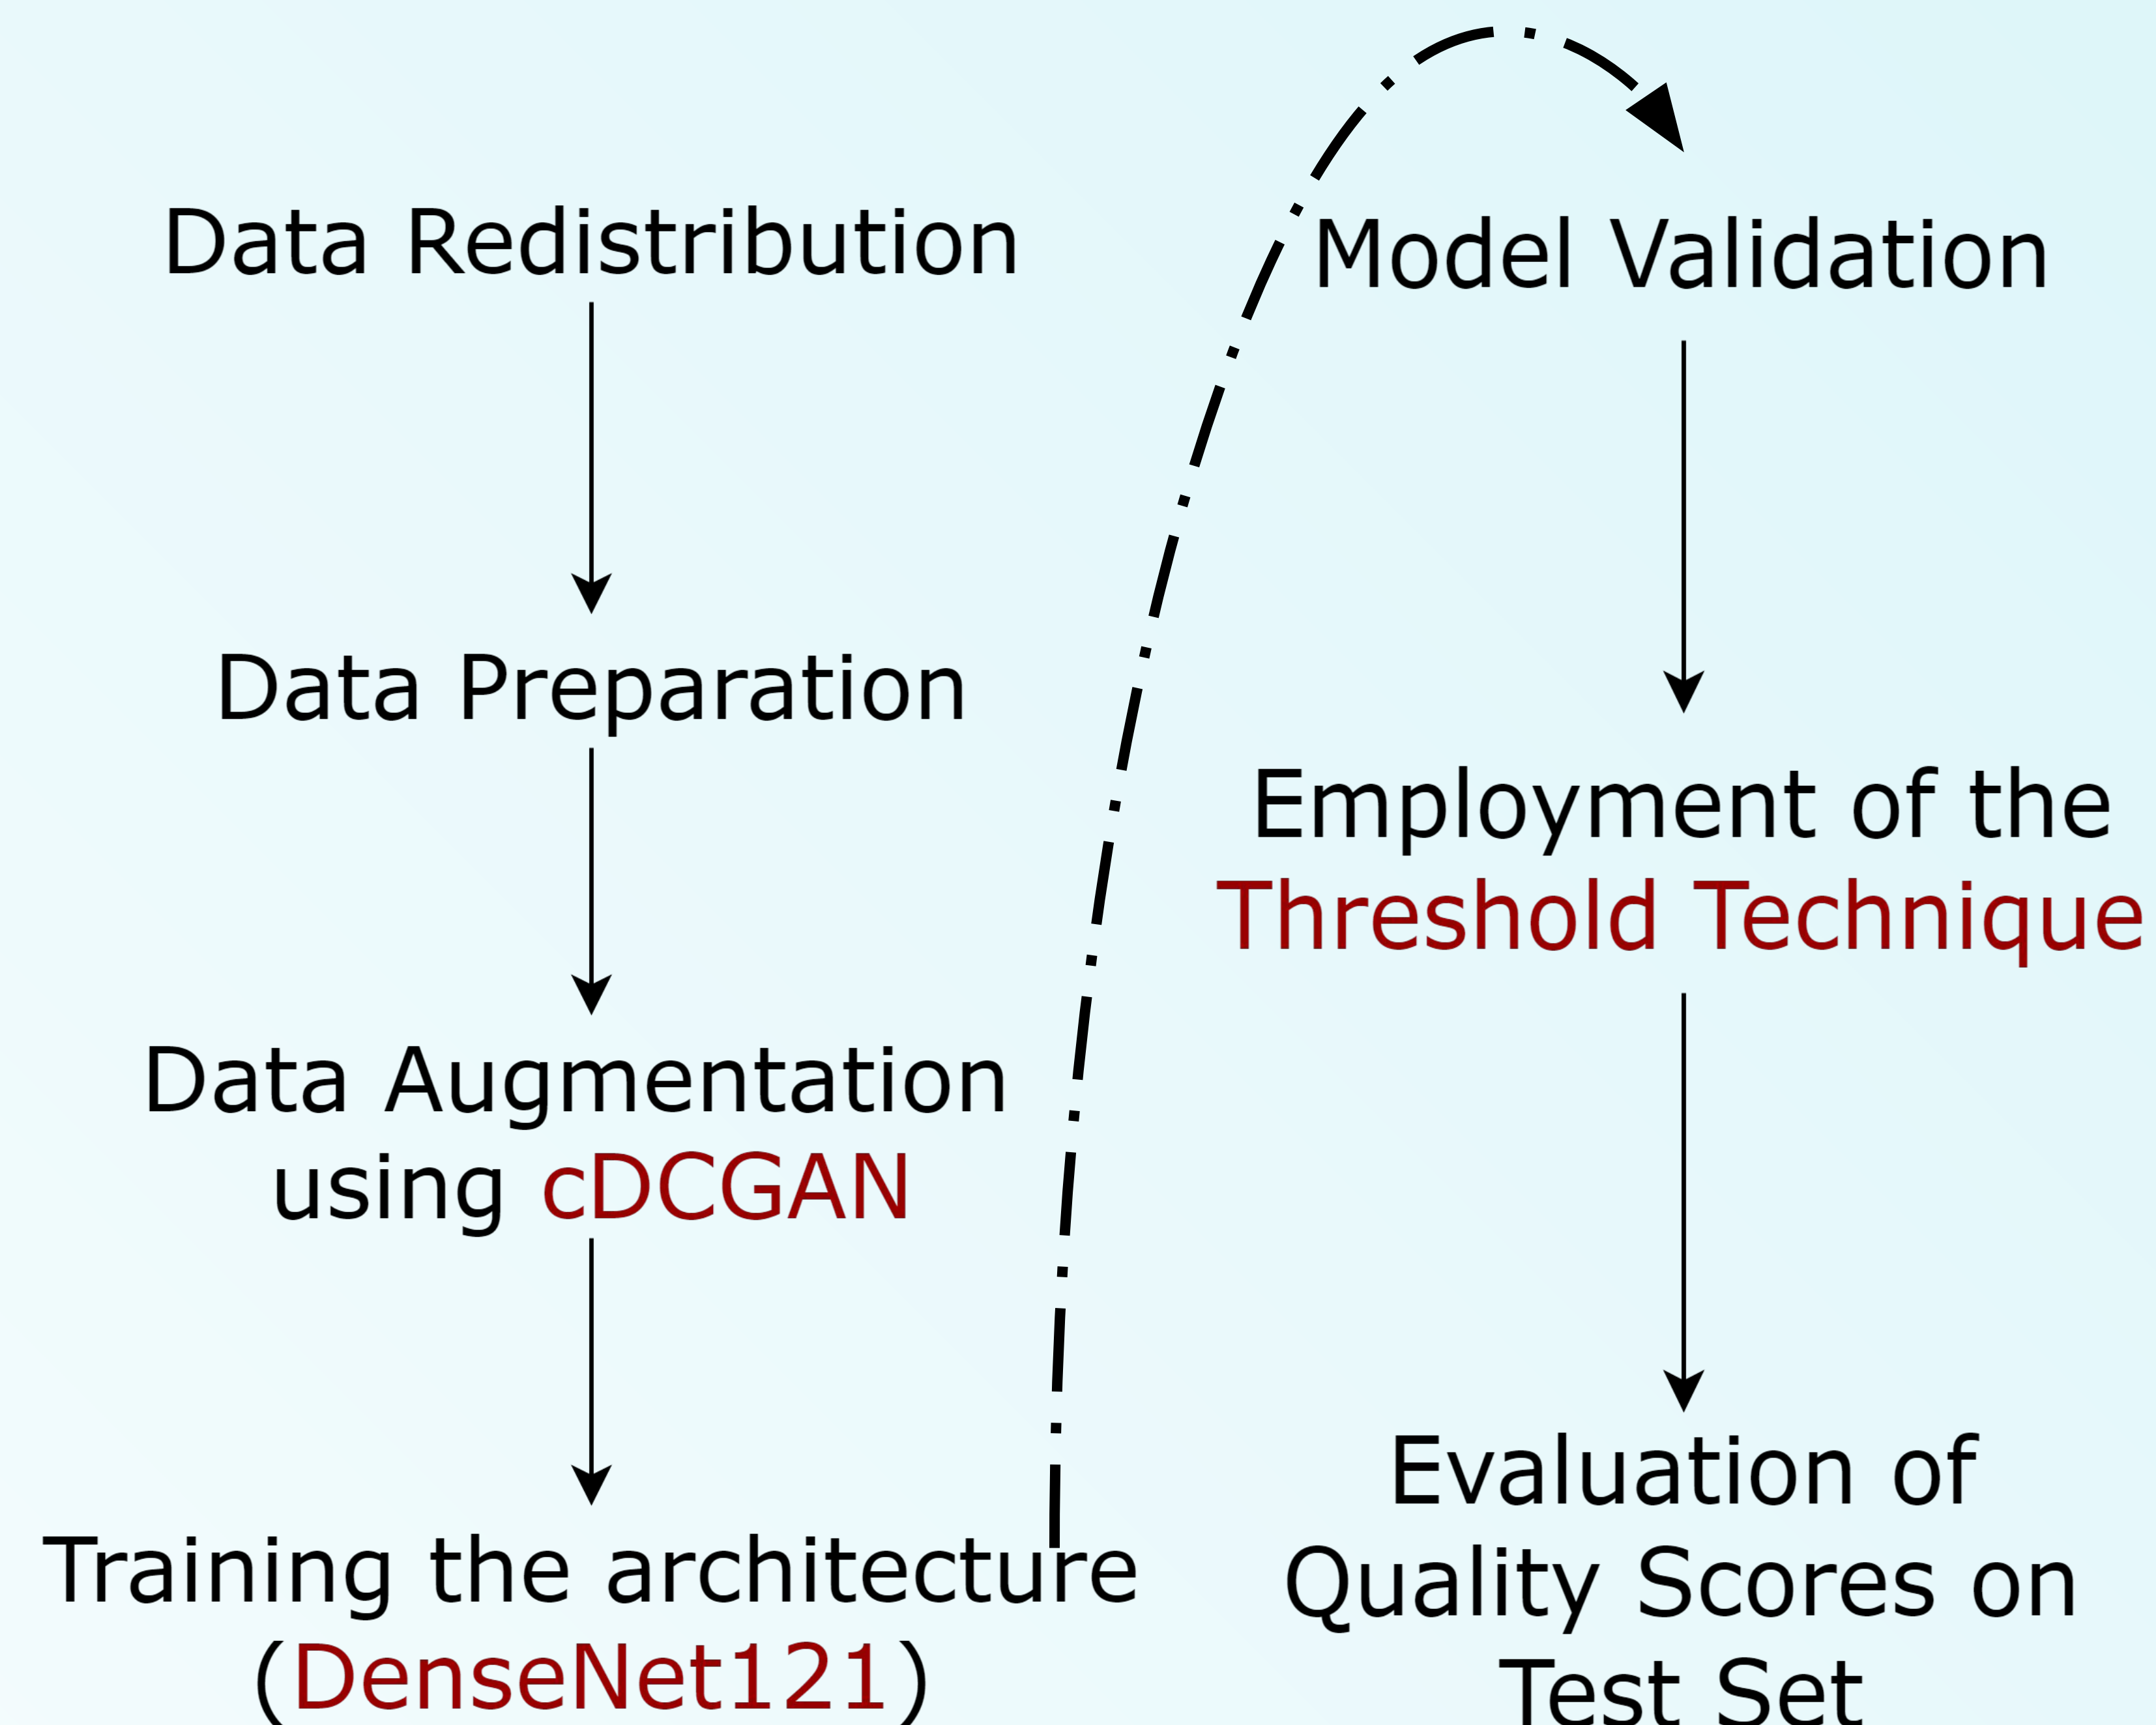 Data Redistribution
Data Preparation
Data Augmentation
using cDCGAN
Training the architecture
(DenseNet121)
Model Validation
Employment of the
Threshold Technique
Evaluation of
Quality Scores on
Test Set